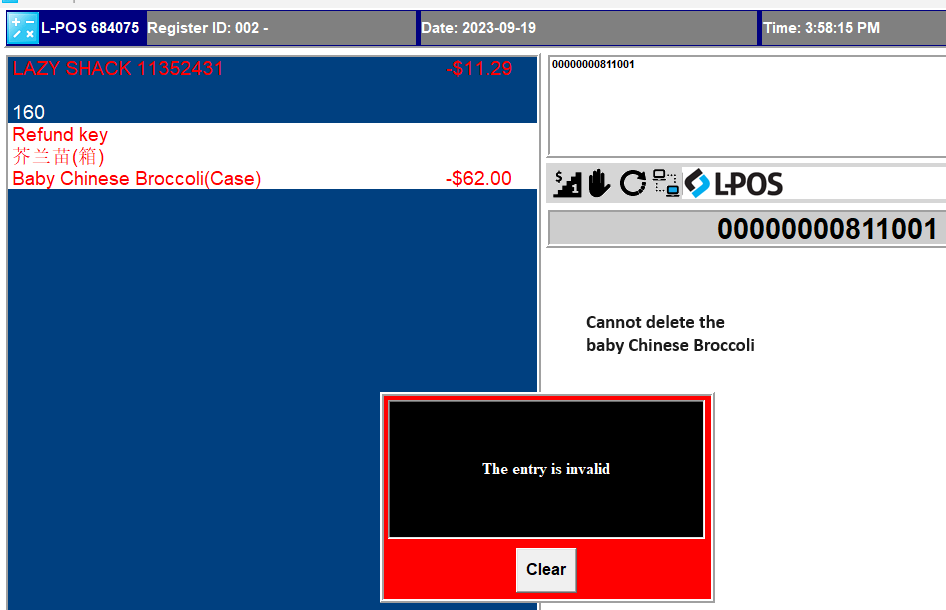 L-POS 684075 Register ID: 002 - Date: 2023-09-19 Time: 3:58:15 PM
LAZY SHACK 11352431 -$11.29
160
Refund key
芥兰苗(箱)
Baby Chinese Broccoli(Case) -$62.00
00000000811001
$ 1 L-POS
00000000811001
Cannot delete the
baby Chinese Broccoli
The entry is invalid
Clear